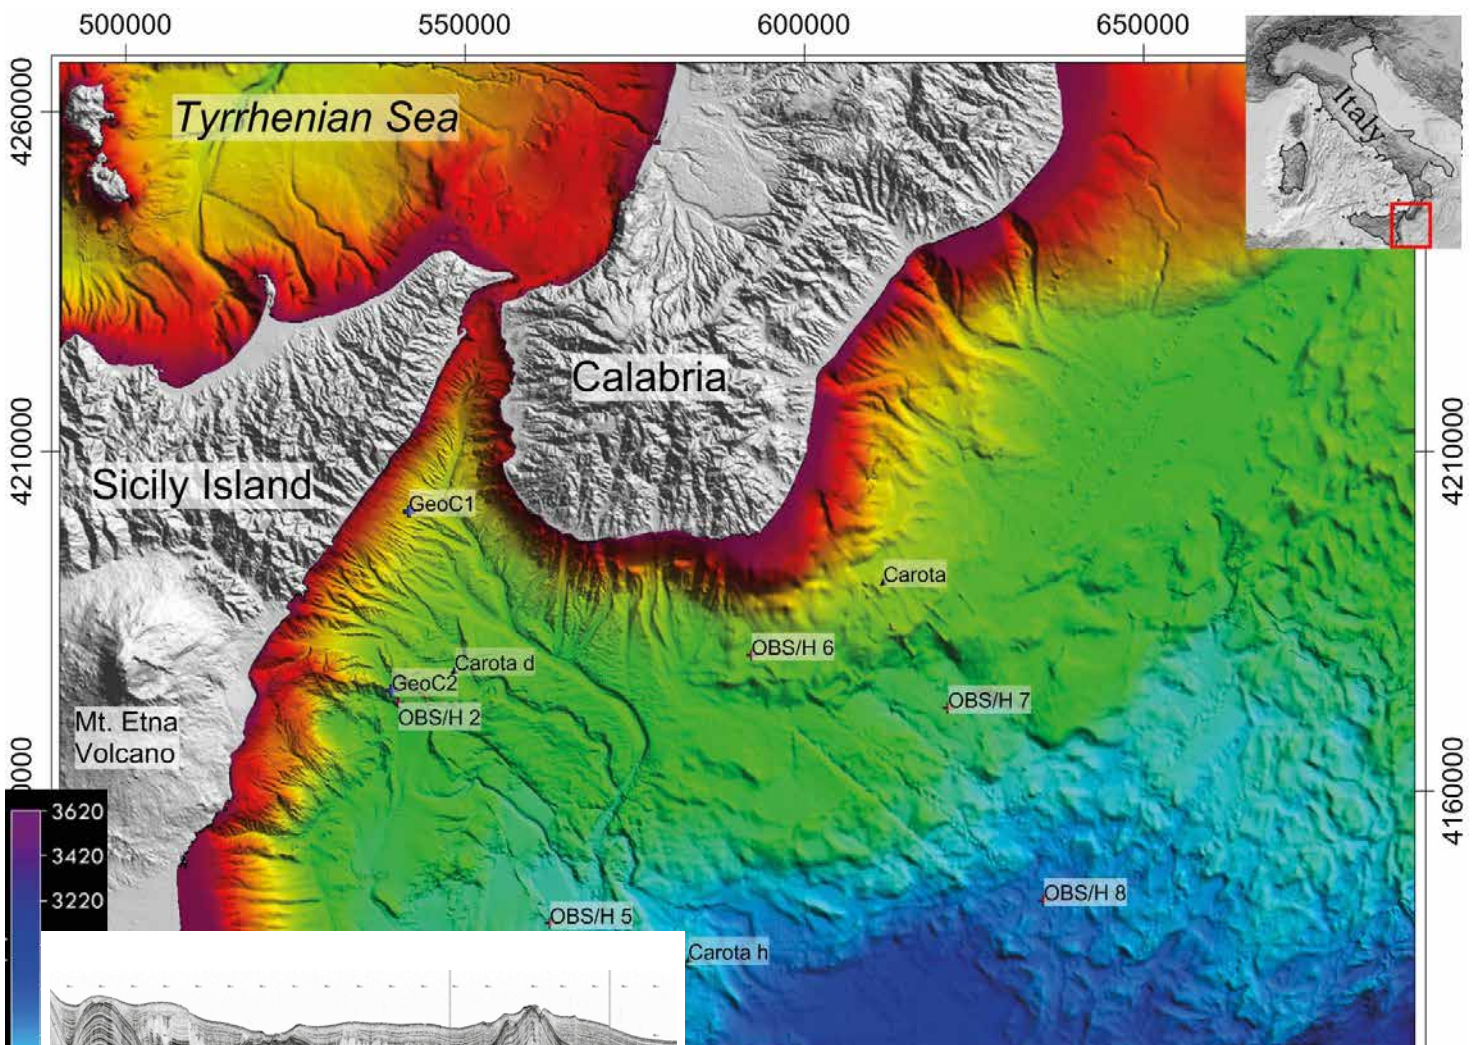 500000 550000 600000 650000
4260000
Tyrrhenian Sea
Italy
Calabria
4210000
4210000
Sicily Island
GeoC1
Carota
OBS/H 6
Carota d
GeoC2
OBS/H 7
OBS/H 2
Mt. Etna
Volcano
4160000
3620
3420
3220
OBS/H 8
OBS/H 5
Carota h